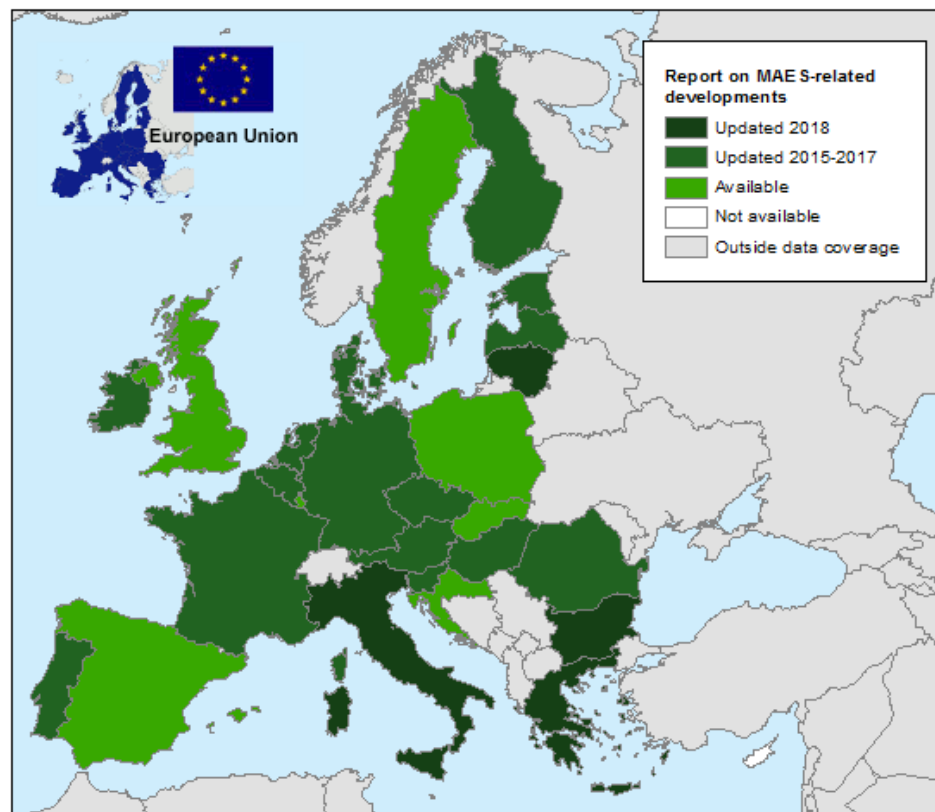 European Union
Report on MAES-related
developments
Updated 2018
Updated 2015-2017
Available
Not available
Outside data coverage